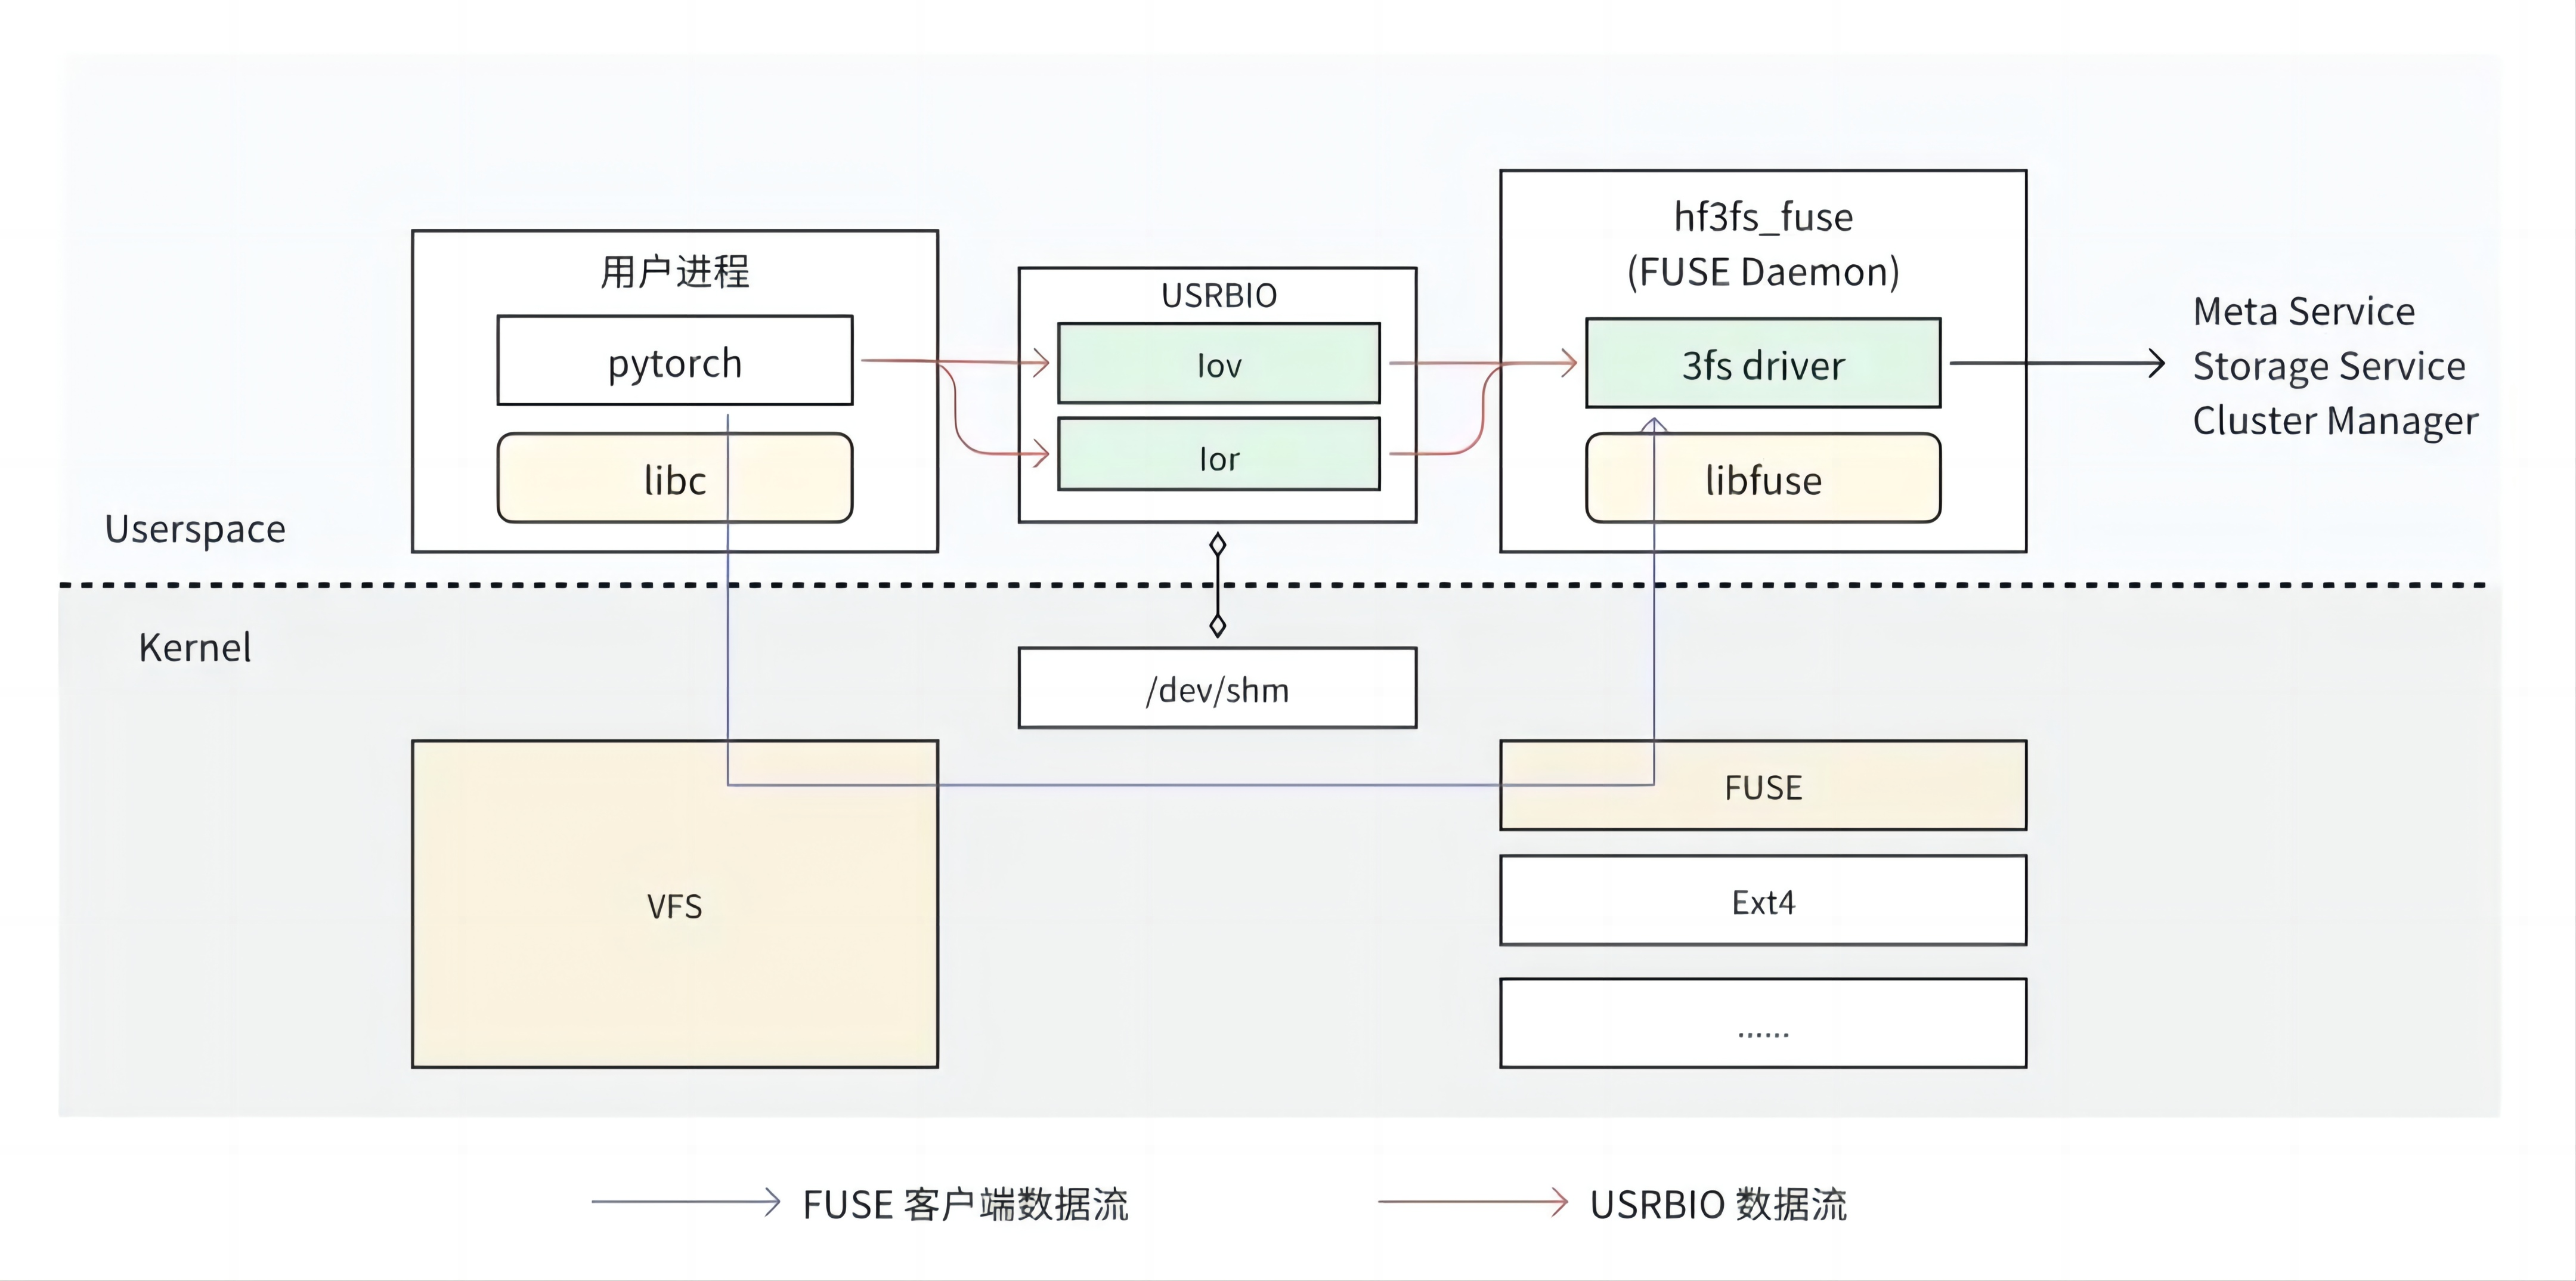 用户进程
pytorch
libc
USRBIO
Iov
Ior
hf3fs_fuse
(FUSE Daemon)
3fs driver
libfuse
Meta Service
Storage Service
Cluster Manager
Userspace
Kernel
/dev/shm
VFS
FUSE
Ext4
......
FUSE 客户端数据流
USRBIO 数据流